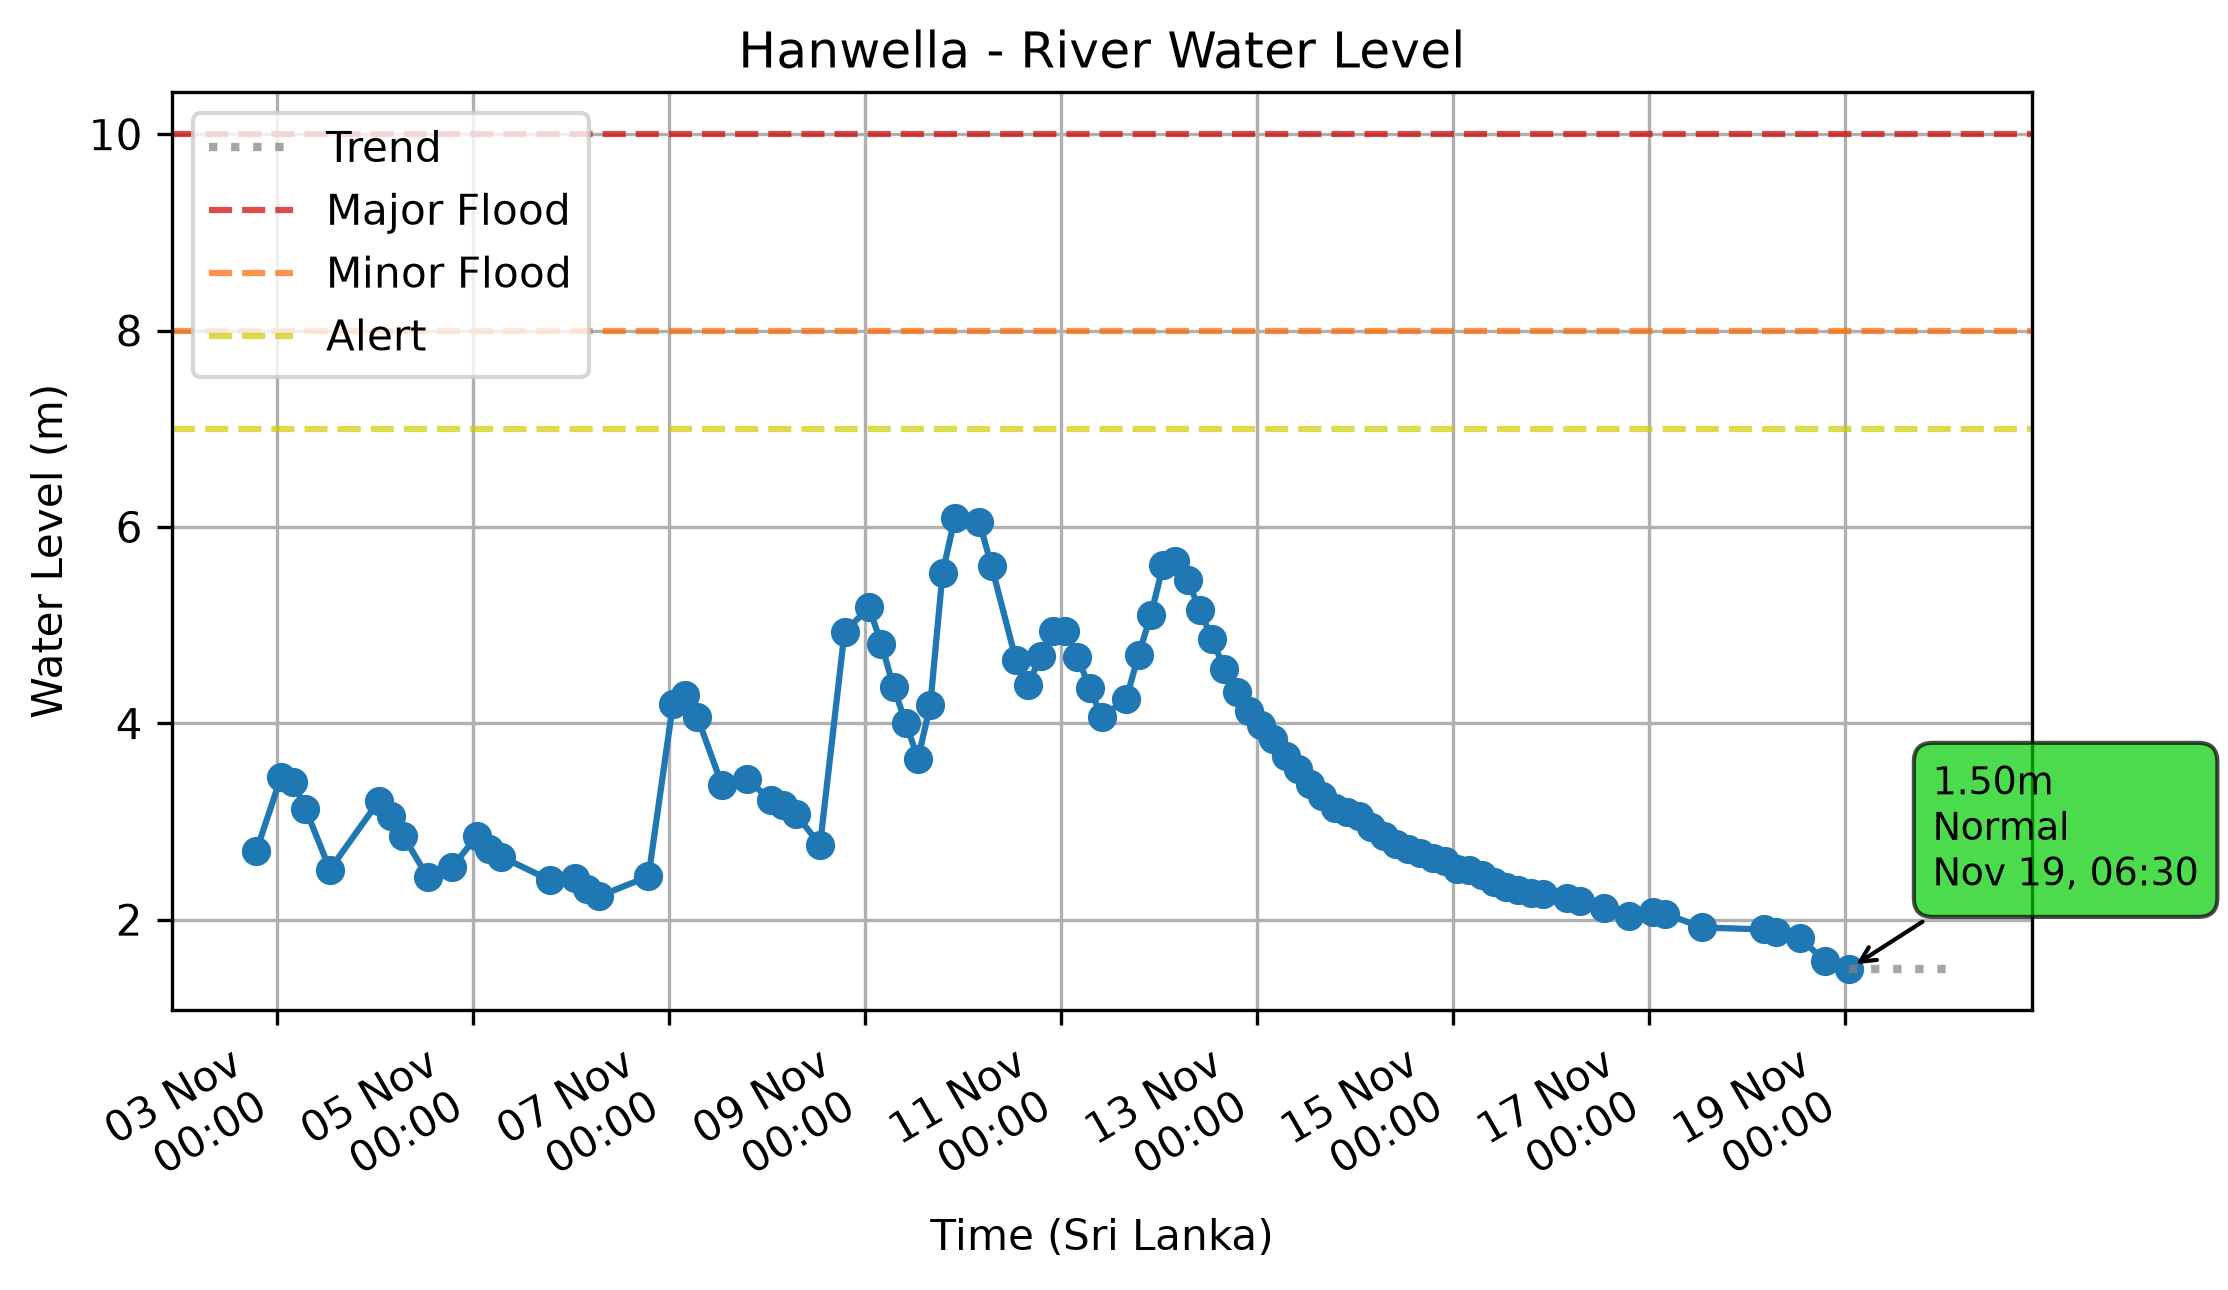 Hanwella - River Water Level
Trend
Major Flood
Minor Flood
Alert
10
8
6
4
2
Water Level (m)
1.50m
Normal
Nov 19, 06:30
03 Nov
00:00
05 Nov
00:00
07 Nov
00:00
09 Nov
00:00
11 Nov
00:00
13 Nov
00:00
15 Nov
00:00
17 Nov
00:00
19 Nov
00:00
Time (Sri Lanka)